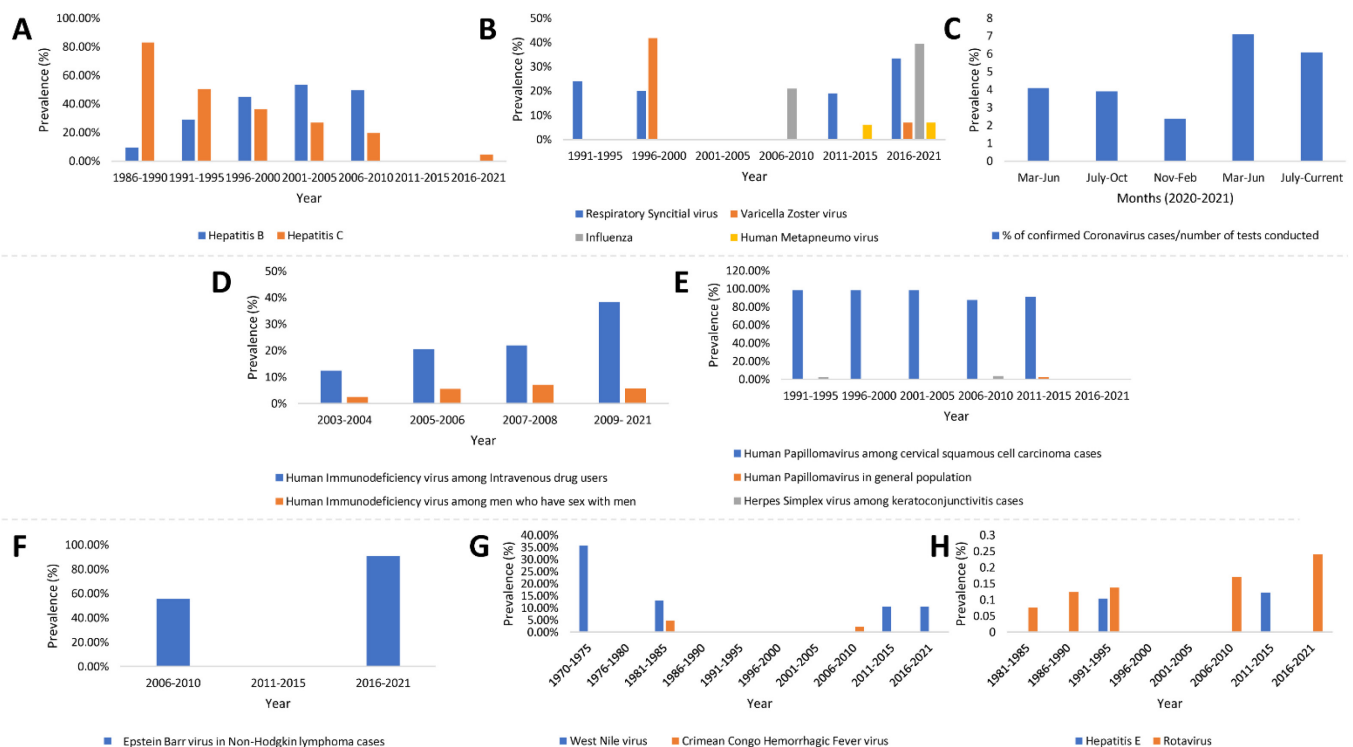 A
Prevalence (%)
100.00%
80.00%
60.00%
40.00%
20.00%
0.00%
1986-1990 1991-1995 1996-2000 2001-2005 2006-2010 2011-2015 2016-2021
Year
Hepatitis B Hepatitis C
B
Prevalence (%)
50%
40%
30%
20%
10%
0%
1991-1995 1996-2000 2001-2005 2006-2010 2011-2015 2016-2021
Year
Respiratory Syncitial virus Varicella Zoster virus
Influenza Human Metapneumo virus
C
Prevalence (%)
8
7
6
5
4
3
2
1
0
Mar-Jun July-Oct Nov-Feb Mar-Jun July-Current
Months (2020-2021)
% of confirmed Coronavirus cases/number of tests conducted
D
Prevalence (%)
50%
40%
30%
20%
10%
0%
2003-2004 2005-2006 2007-2008 2009- 2021
Year
Human Immunodeficiency virus among Intravenous drug users
Human Immunodeficiency virus among men who have sex with men
E
Prevalence (%)
120.00%
100.00%
80.00%
60.00%
40.00%
20.00%
0.00%
1991-1995 1996-2000 2001-2005 2006-2010 2011-2015 2016-2021
Year
Human Papillomavirus among cervical squamous cell carcinoma cases
Human Papillomavirus in general population
Herpes Simplex virus among keratoconjunctivitis cases
F
Prevalence (%)
100.00%
80.00%
60.00%
40.00%
20.00%
0.00%
2006-2010 2011-2015 2016-2021
Year
Epstein Barr virus in Non-Hodgkin lymphoma cases
G
Prevalence (%)
40.00%
35.00%
30.00%
25.00%
20.00%
15.00%
10.00%
5.00%
0.00%
1970-1975 1976-1980 1981-1985 1986-1990 1991-1995 1996-2000 2001-2005 2006-2010 2011-2015 2016-2021
Year
West Nile virus Crimean Congo Hemorrhagic Fever virus
H
Prevalence (%)
0.3
0.25
0.2
0.15
0.1
0.05
0
1981-1985 1986-1990 1991-1995 1996-2000 2001-2005 2006-2010 2011-2015 2016-2021
Year
Hepatitis E Rotavirus